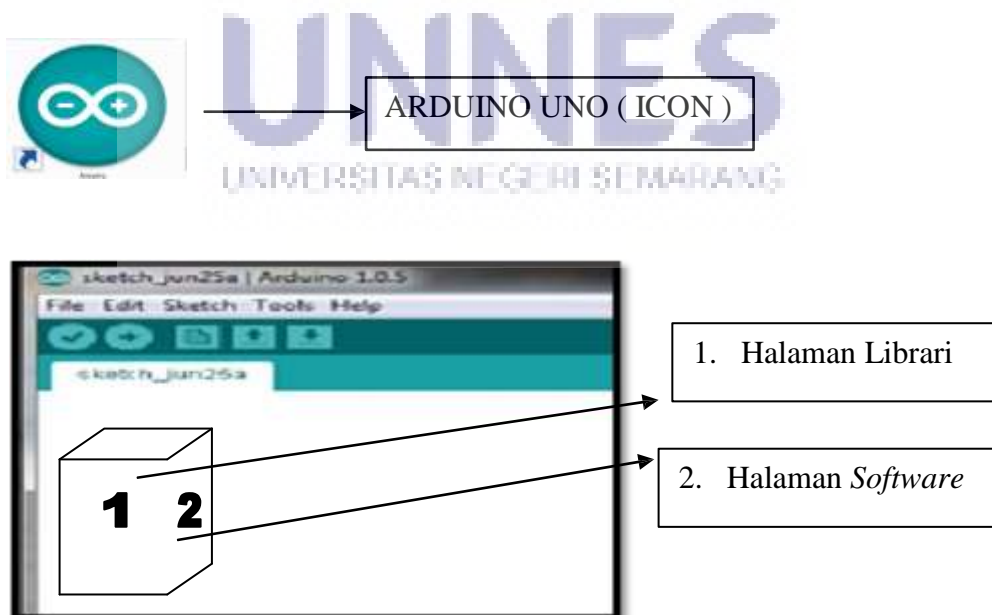 UNNES
ARDUINO UNO ( ICON )
UNIVERSITAS NEGERI SEMARANG
sketch_jun25a | Arduino 1.0.5
File Edit Sketch Tools Help
sketch_jun25a
1. Halaman Librari
1 2
2. Halaman Software